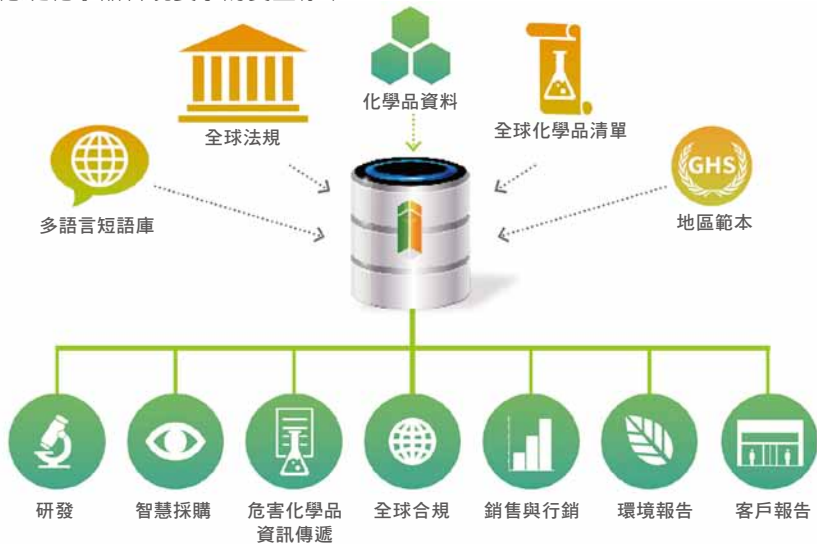 化學品資料
全球法規
全球化學品清單
GHS
多語言短語庫
地區範本
研發
智慧採購
危害化學品
資訊傳遞
全球合規
銷售與行銷
環境報告
客戶報告